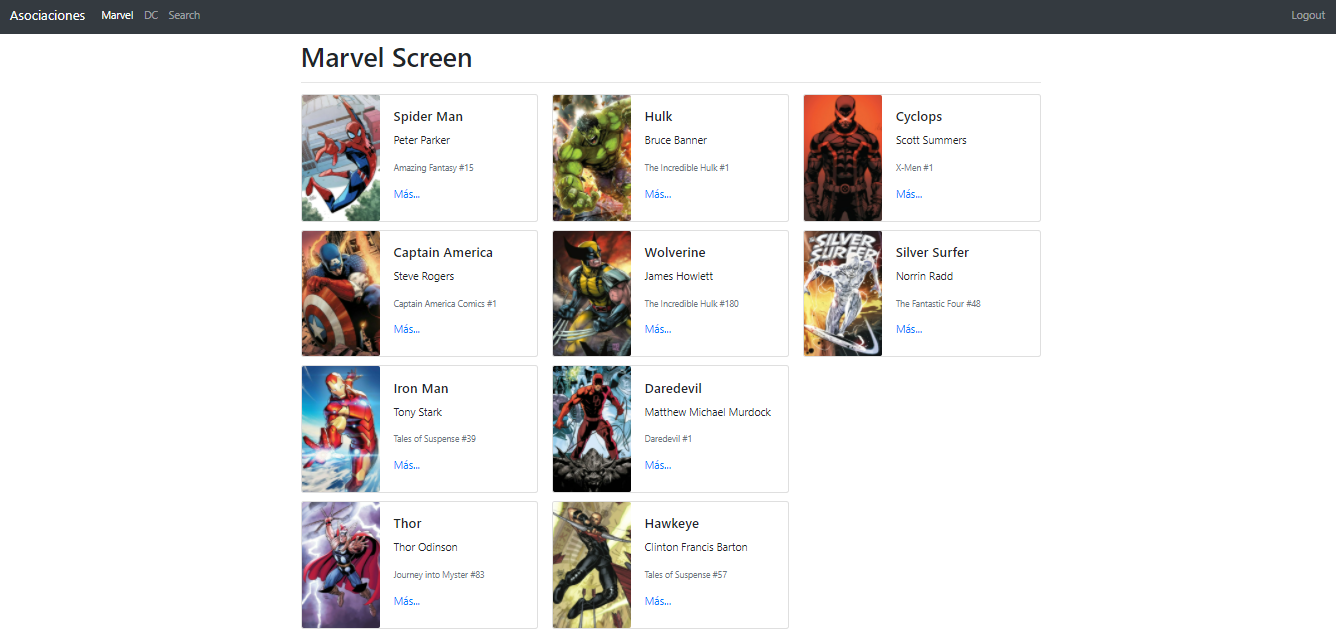 Asociaciones Marvel DC Search Logout
Marvel Screen
Spider Man
Peter Parker
Amazing Fantasy #15
Más...
Captain America
Steve Rogers
Captain America Comics #1
Más...
Iron Man
Tony Stark
Tales of Suspense #39
Más...
Thor
Thor Odinson
Journey into Myster #83
Más...
Hulk
Bruce Banner
The Incredible Hulk #1
Más...
Wolverine
James Howlett
The Incredible Hulk #180
Más...
Daredevil
Matthew Michael Murdock
Daredevil #1
Más...
Hawkeye
Clinton Francis Barton
Tales of Suspense #57
Más...
Cyclops
Scott Summers
X-Men #1
Más...
SILVER
SURFER
Silver Surfer
Norrin Radd
The Fantastic Four #48
Más...